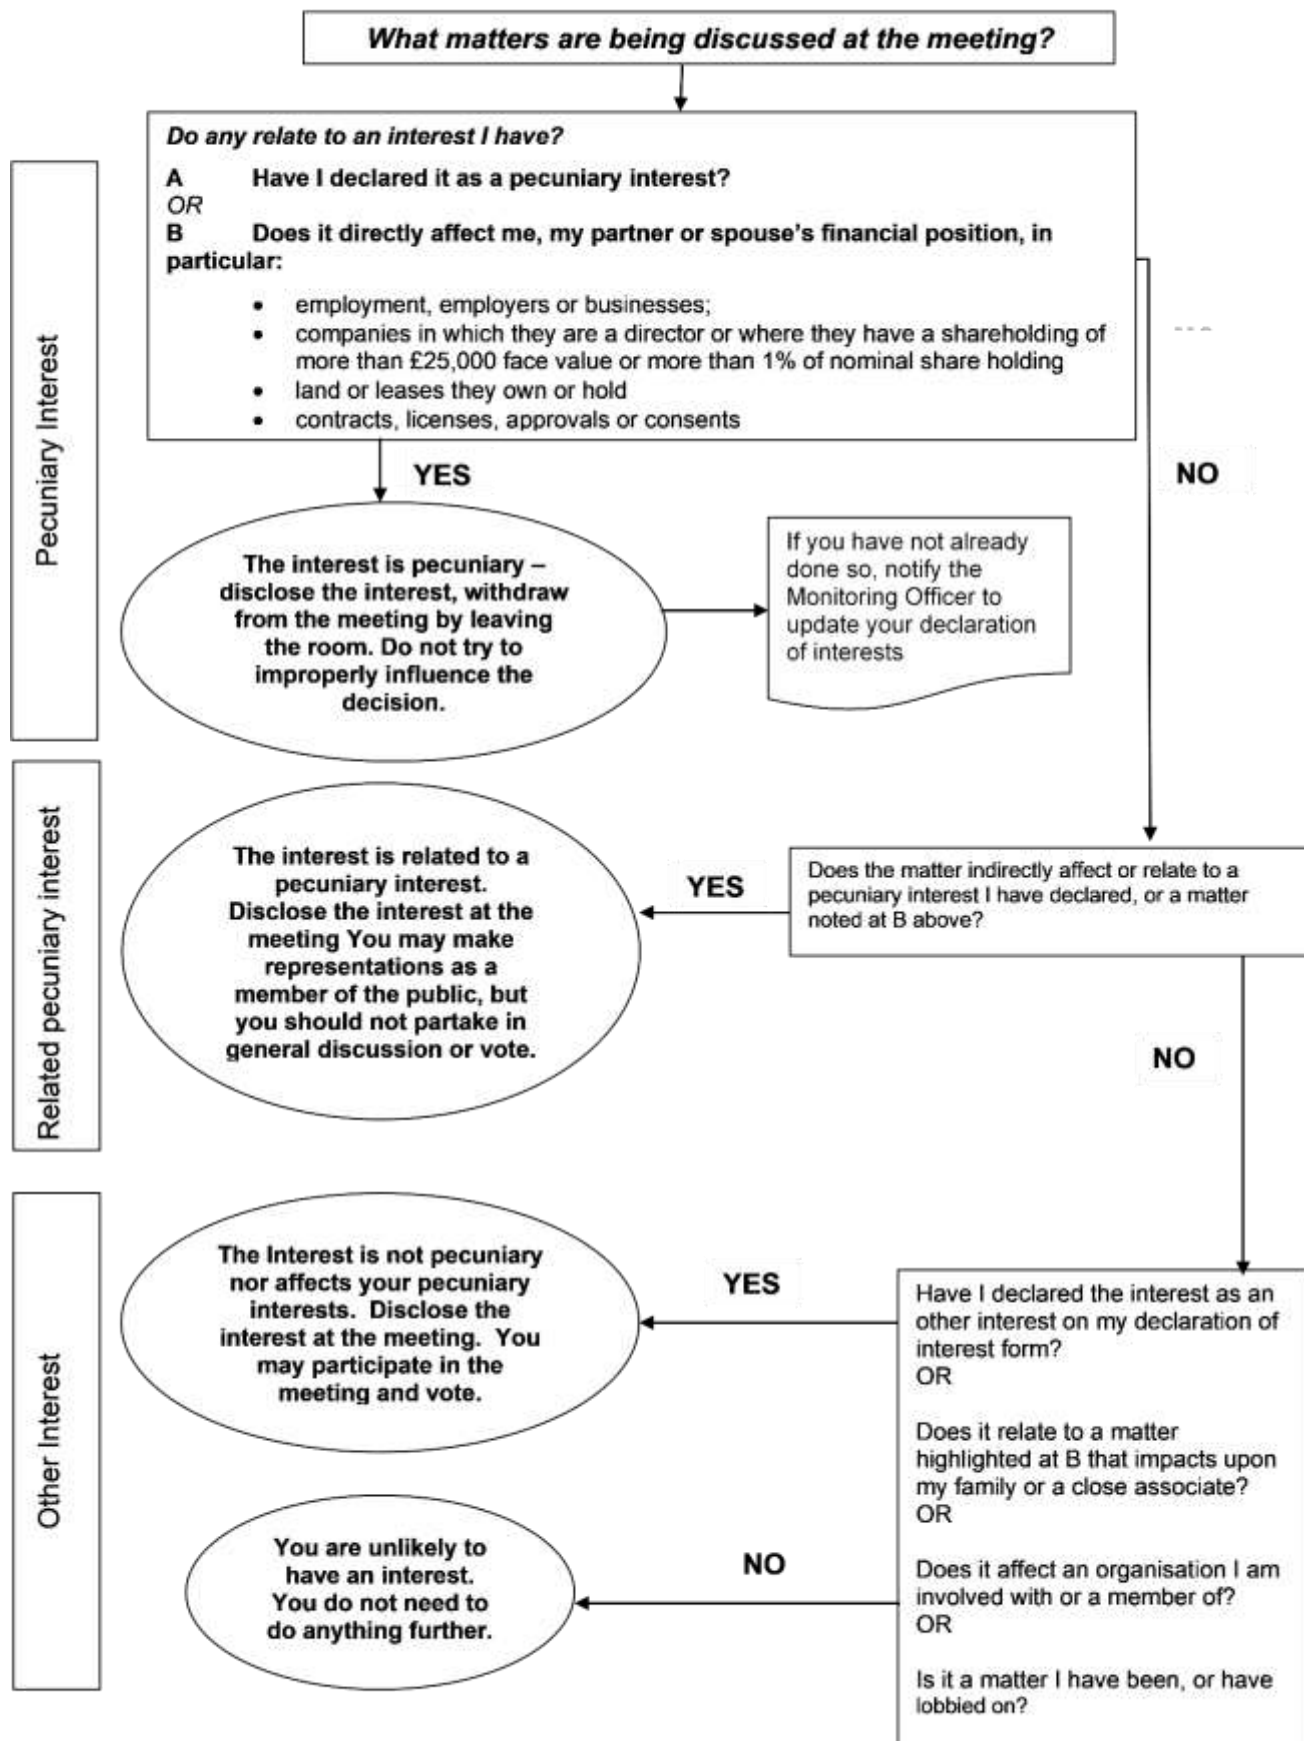 What matters are being discussed at the meeting?
Do any relate to an interest I have?
A Have I declared it as a pecuniary interest?
OR
B Does it directly affect me, my partner or spouse's financial position, in
particular:
• employment, employers or businesses;
• companies in which they are a director or where they have a shareholding of
more than £25,000 face value or more than 1% of nominal share holding
• land or leases they own or hold
• contracts, licenses, approvals or consents
Pecuniary Interest
YES
NO
The interest is pecuniary –
disclose the interest, withdraw
from the meeting by leaving
the room. Do not try to
improperly influence the
decision.
If you have not already
done so, notify the
Monitoring Officer to
update your declaration
of interests
Related pecuniary interest
The interest is related to a
pecuniary interest.
Disclose the interest at the
meeting You may make
representations as a
member of the public, but
you should not partake in
general discussion or vote.
YES
Does the matter indirectly affect or relate to a
pecuniary interest I have declared, or a matter
noted at B above?
NO
Other Interest
The Interest is not pecuniary
nor affects your pecuniary
interests. Disclose the
interest at the meeting. You
may participate in the
meeting and vote.
YES
Have I declared the interest as an
other interest on my declaration of
interest form?
OR
Does it relate to a matter
highlighted at B that impacts upon
my family or a close associate?
OR
Does it affect an organisation I am
involved with or a member of?
OR
Is it a matter I have been, or have
lobbied on?
NO
You are unlikely to
have an interest.
You do not need to
do anything further.